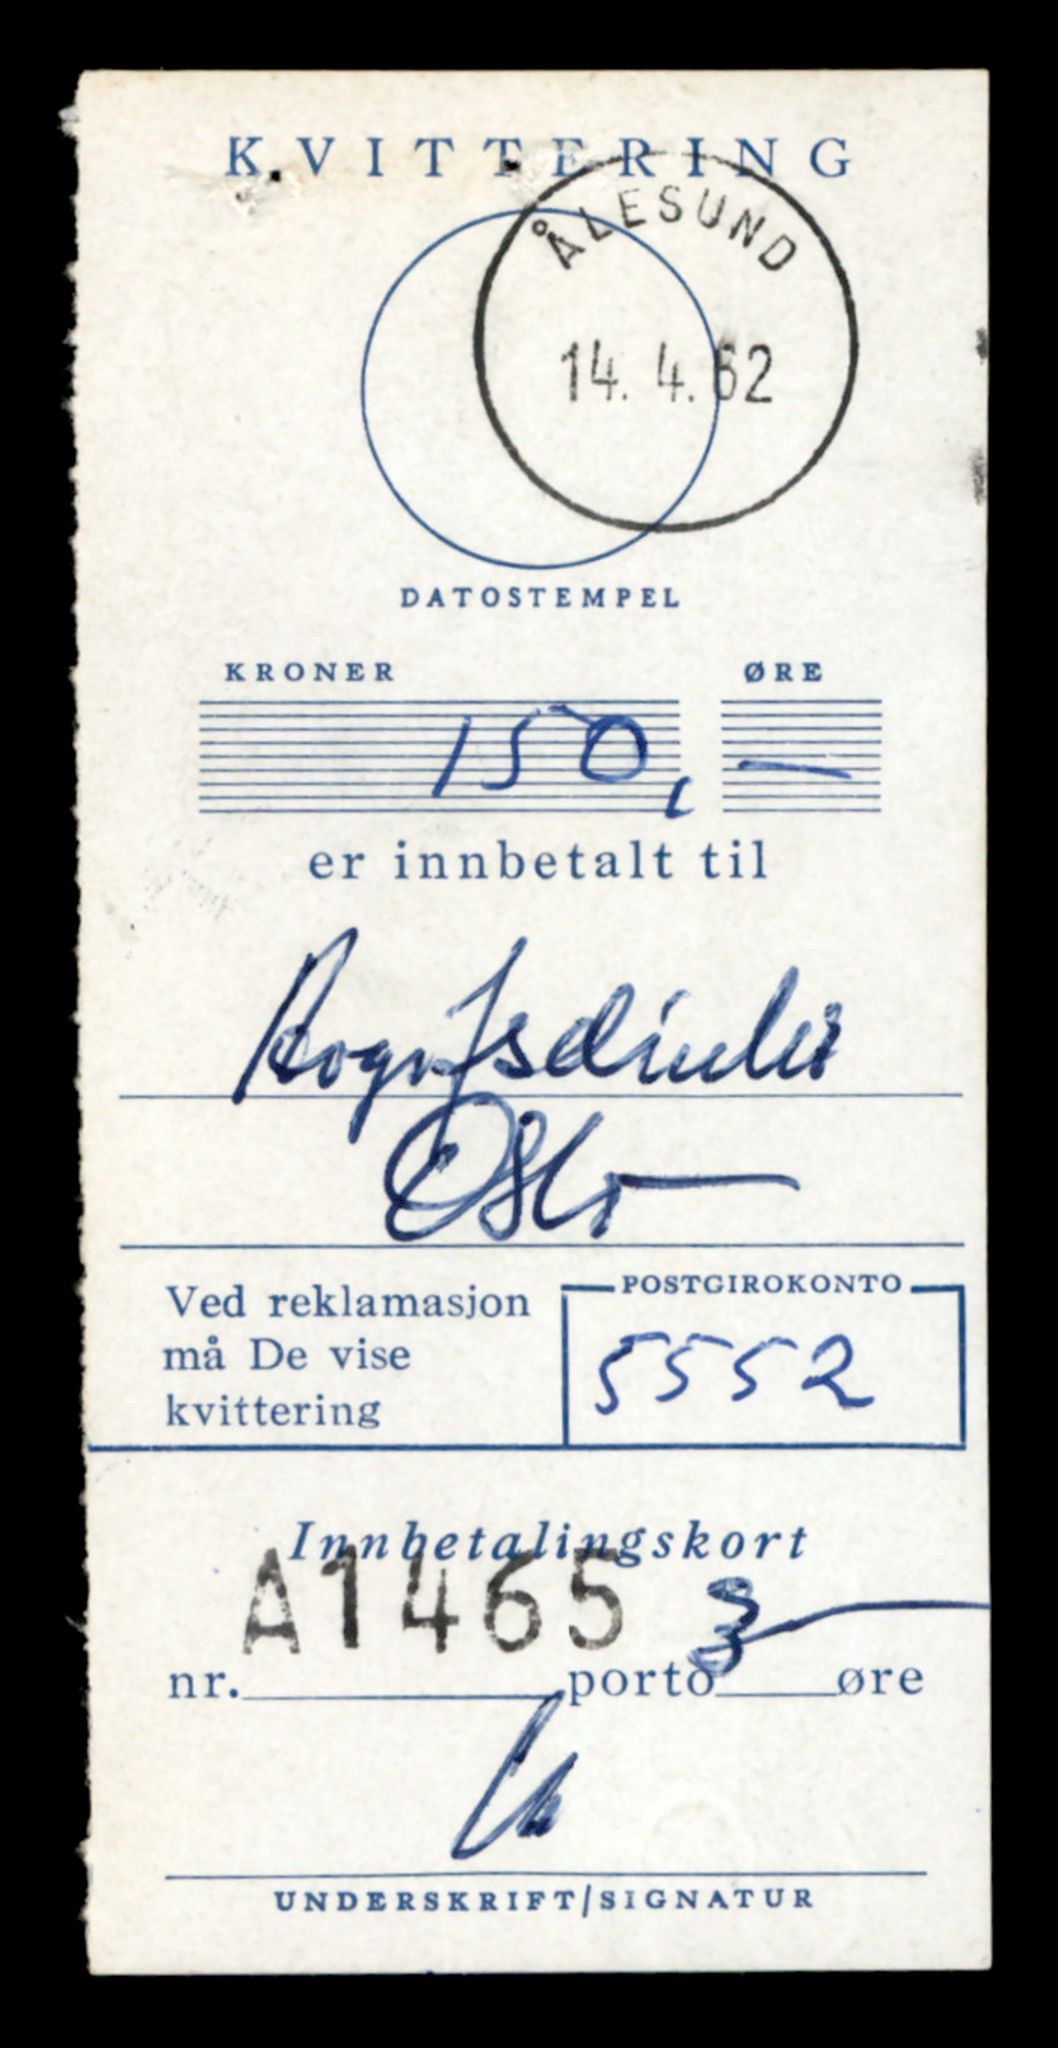 KVITTERING
ÅLESUND
14. 4. 62
DATOSTEMPEL
KRONER ØRE
150, —
er innbetalt til
Oslo
Ved reklamasjon
må De vise
kvittering
POSTGIROKONTO
5552
Innbetalingskort
A1465
nr. porto øre
UNDERSKRIFT/SIGNATUR